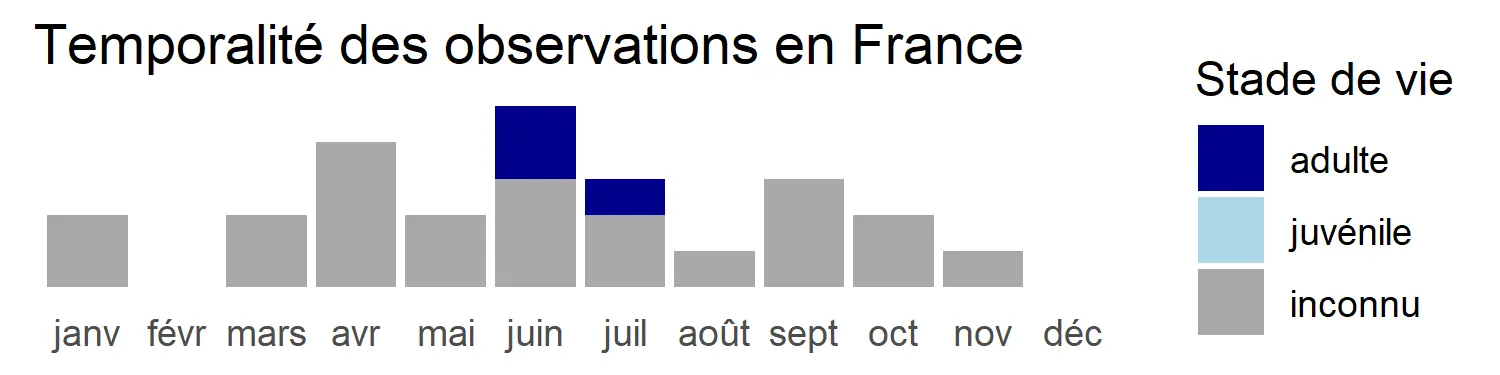 Temporalité des observations en France
Stade de vie
adulte
juvénile
inconnu
janv févr mars avr mai juin juil août sept oct nov déc